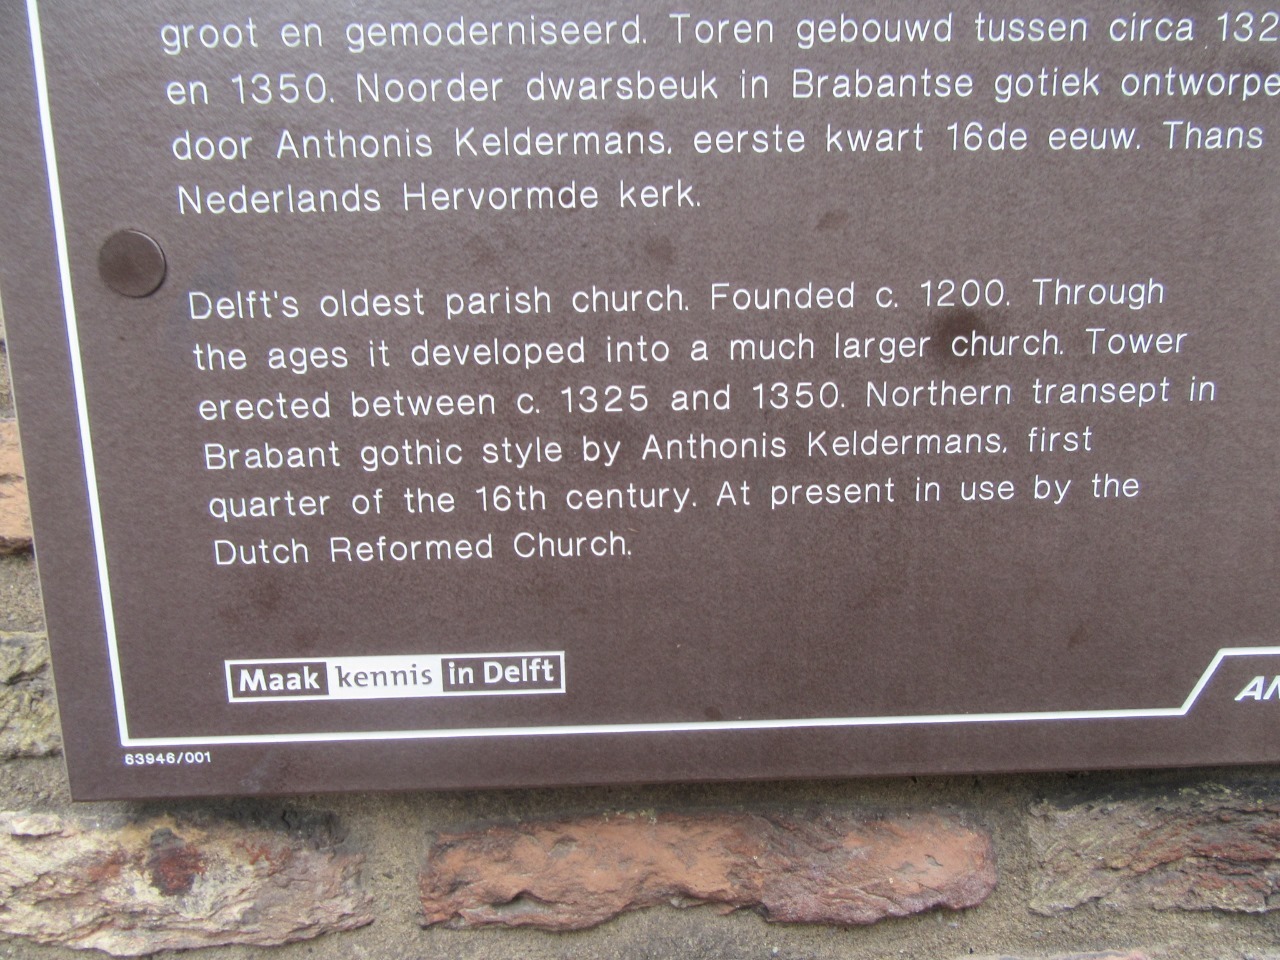 groot en gemoderniseerd. Toren gebouwd tussen circa
en 1350. Noorder dwarsbeuk in Brabantse gotiek
door Anthonis Keldermans, eerste kwart 16de eeuw. Thans
Nederlands Hervormde kerk.
Delft's oldest parish church. Founded c. 1200. Through
the ages it developed into a much larger church. Tower
erected between c. 1325 and 1350. Northern transept in
Brabant gothic style by Anthonis Keldermans, first
quarter of the 16th century. At present in use by the
Dutch Reformed Church.
Maak kennis in Delft
63946/001